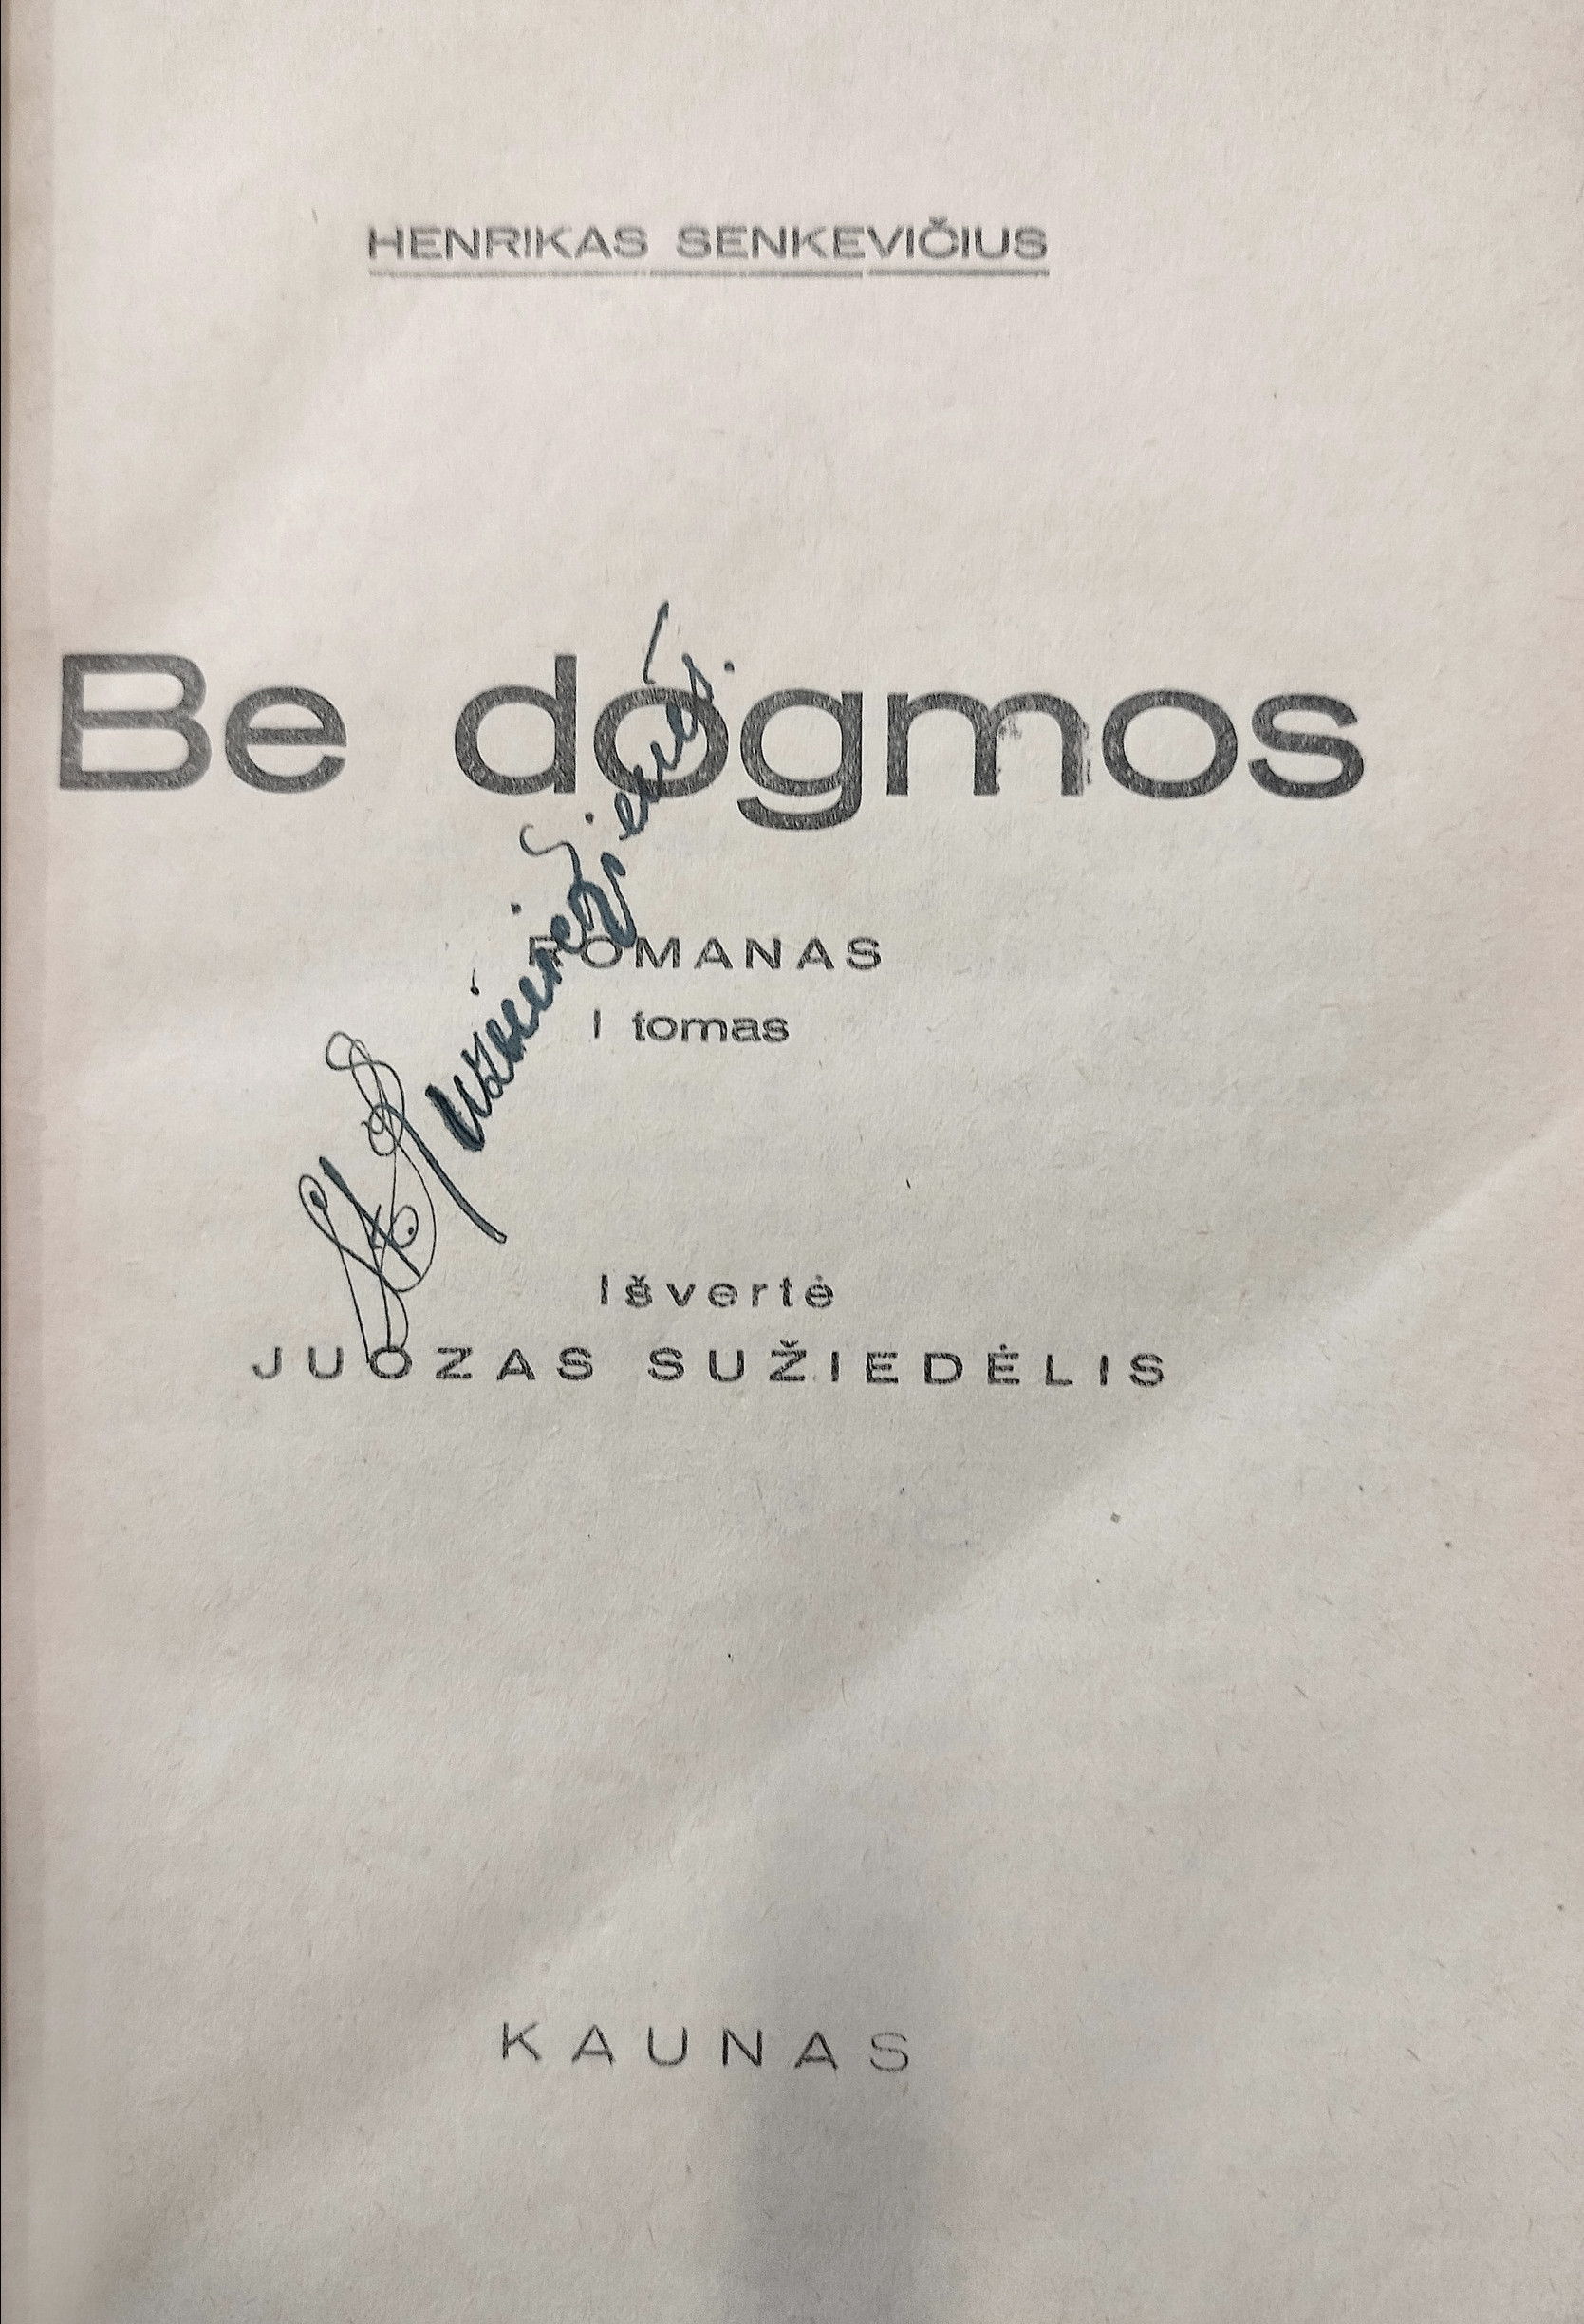 HENRIKAS SENKEVIČIUS
Be dogmos
ROMANAS
I tomas
Išvertė
JUOZAS SUŽIEDĖLIS
KAUNAS